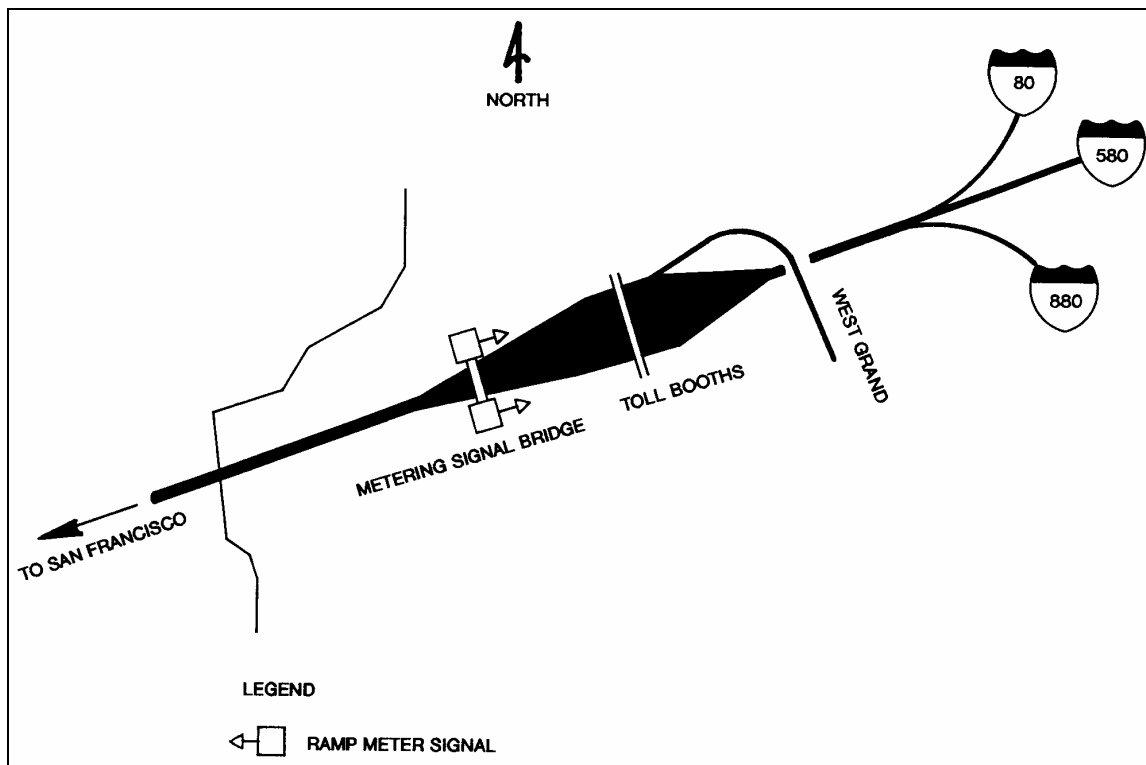 NORTH
80
580
880
WEST GRAND
TOLL BOOTHS
METERING SIGNAL BRIDGE
TO SAN FRANCISCO
LEGEND
RAMP METER SIGNAL